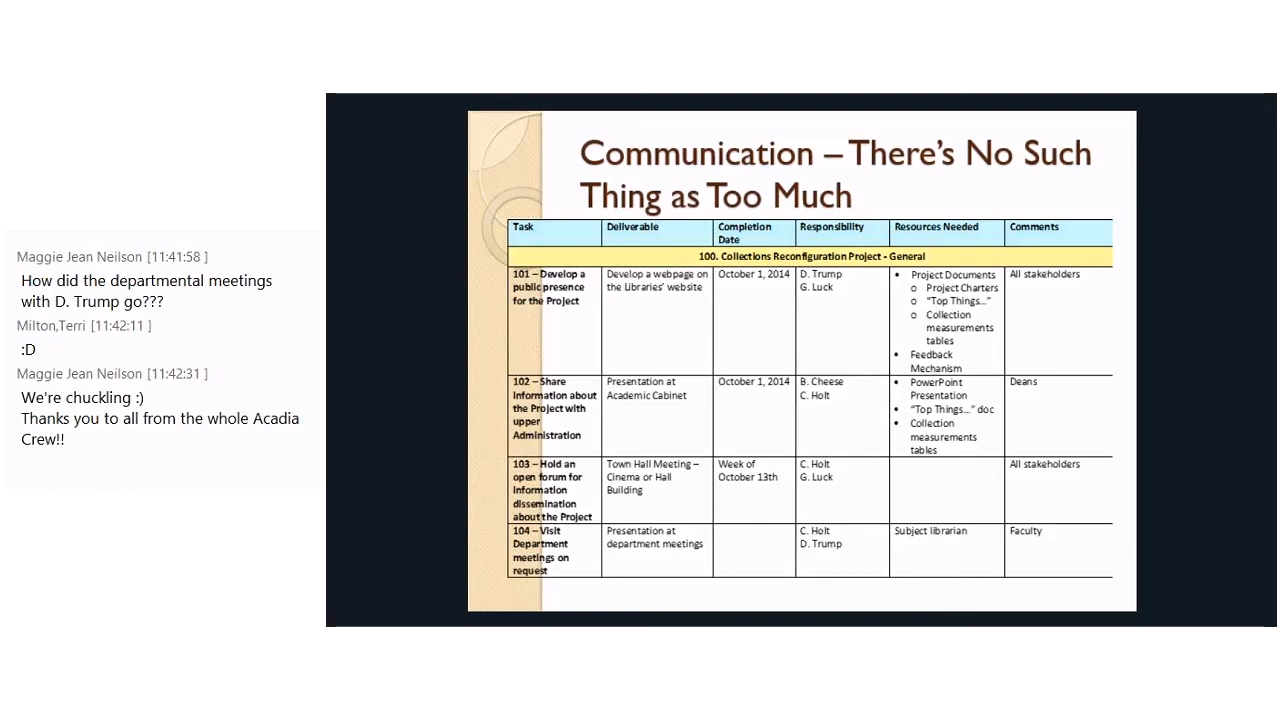 Maggie Jean Neilson [11:41:58 ]
How did the departmental meetings
with D. Trump go???
Milton,Terri [11:42:11 ]
:D
Maggie Jean Neilson [11:42:31 ]
We're chuckling :)
Thanks you to all from the whole Acadia
Crew!!
Communication – There's No Such
Thing as Too Much
Task
Deliverable
Completion
Date
Responsibility
Resources Needed
Comments
100. Collections Reconfiguration Project - General
101 – Develop a
public presence
for the Project
Develop a webpage on
the Libraries' website
October 1, 2014
D. Trump
G. Luck
• Project Documents
o Project Charters
o "Top Things..."
o Collection
measurements
tables
• Feedback
Mechanism
All stakeholders
102 – Share
Information about
the Project with
upper
Administration
Presentation at
Academic Cabinet
October 1, 2014
B. Cheese
C. Holt
• PowerPoint
Presentation
• "Top Things..." doc
• Collection
measurements
tables
Deans
103 – Hold an
open forum for
information
dissemination
about the Project
Town Hall Meeting –
Cinema or Hall
Building
Week of
October 13th
C. Holt
G. Luck
All stakeholders
104 – Visit
Department
meetings on
request
Presentation at
department meetings
C. Holt
D. Trump
Subject librarian
Faculty